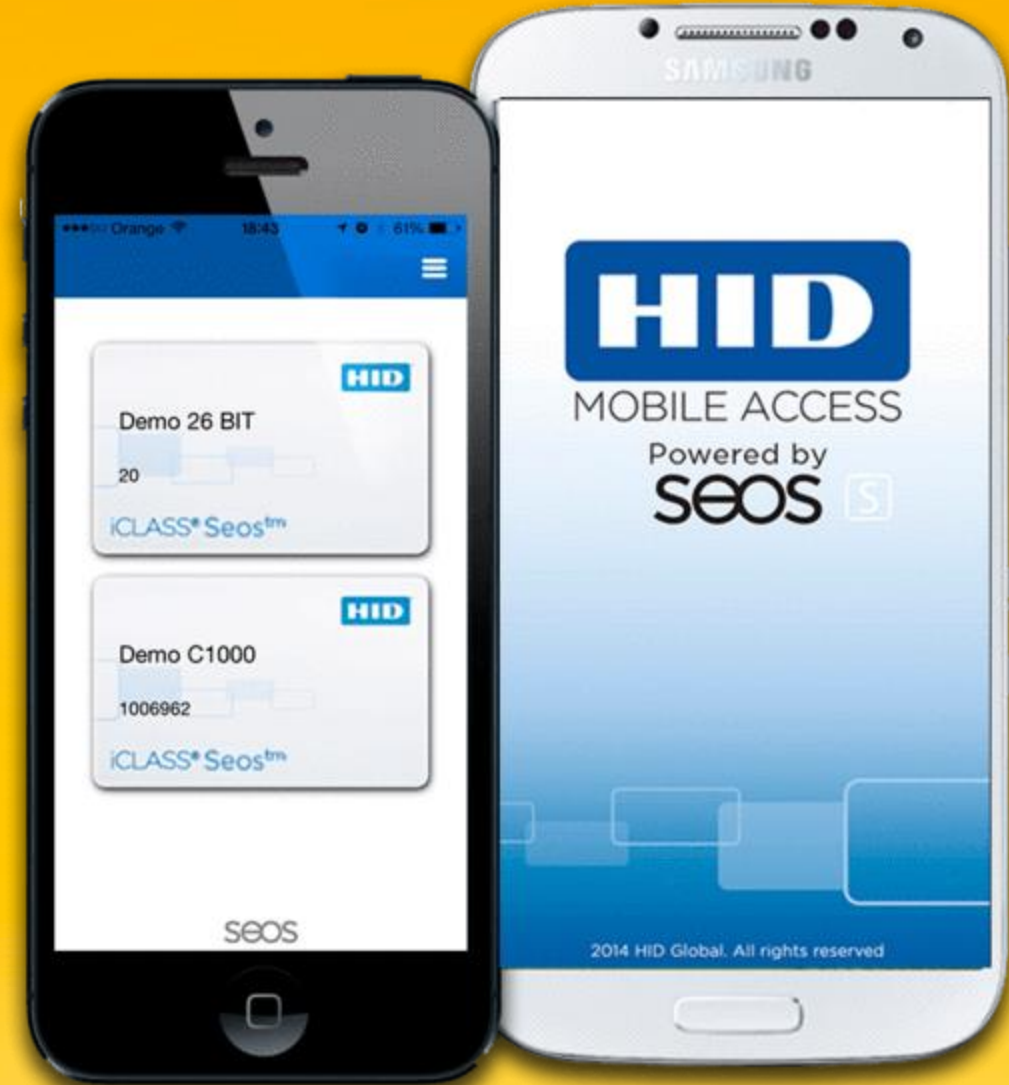 Orange 18:43 61%
HID
Demo 26 BIT
20
iCLASS® Seos™
HID
Demo C1000
1006962
iCLASS® Seos™
seos
SAMSUNG
HID
MOBILE ACCESS
Powered by
seos S
2014 HID Global. All rights reserved